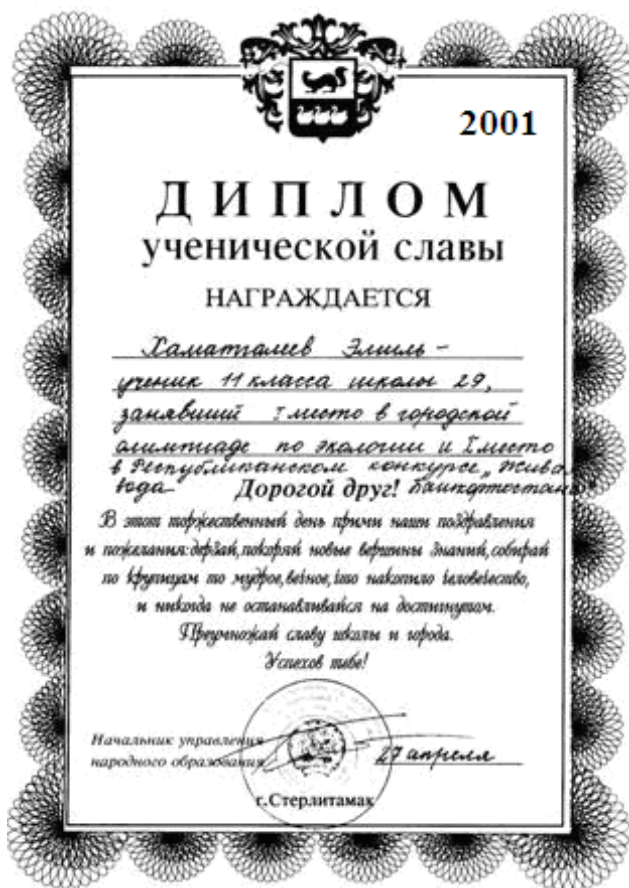 2001
ДИПЛОМ
ученической славы
НАГРАЖДАЕТСЯ
Хаматгалеев Эмиль -
ученик 11 класса школы 29,
занявший I место в городской
олимпиаде по экологии и I место
в Республиканском конкурсе „Живая
вода Башкортостана"
Дорогой друг!
В этот торжественный день прими наши поздравления
и пожелания: дерзай, покоряй новые вершины знаний, собирай
по крупицам то мудрое, вечное, что накопило человечество,
и никогда не останавливайся на достигнутом.
Преумножай славу школы и города.
Успехов тебе!
Начальник управления
народного образования
27 апреля
г.Стерлитамак